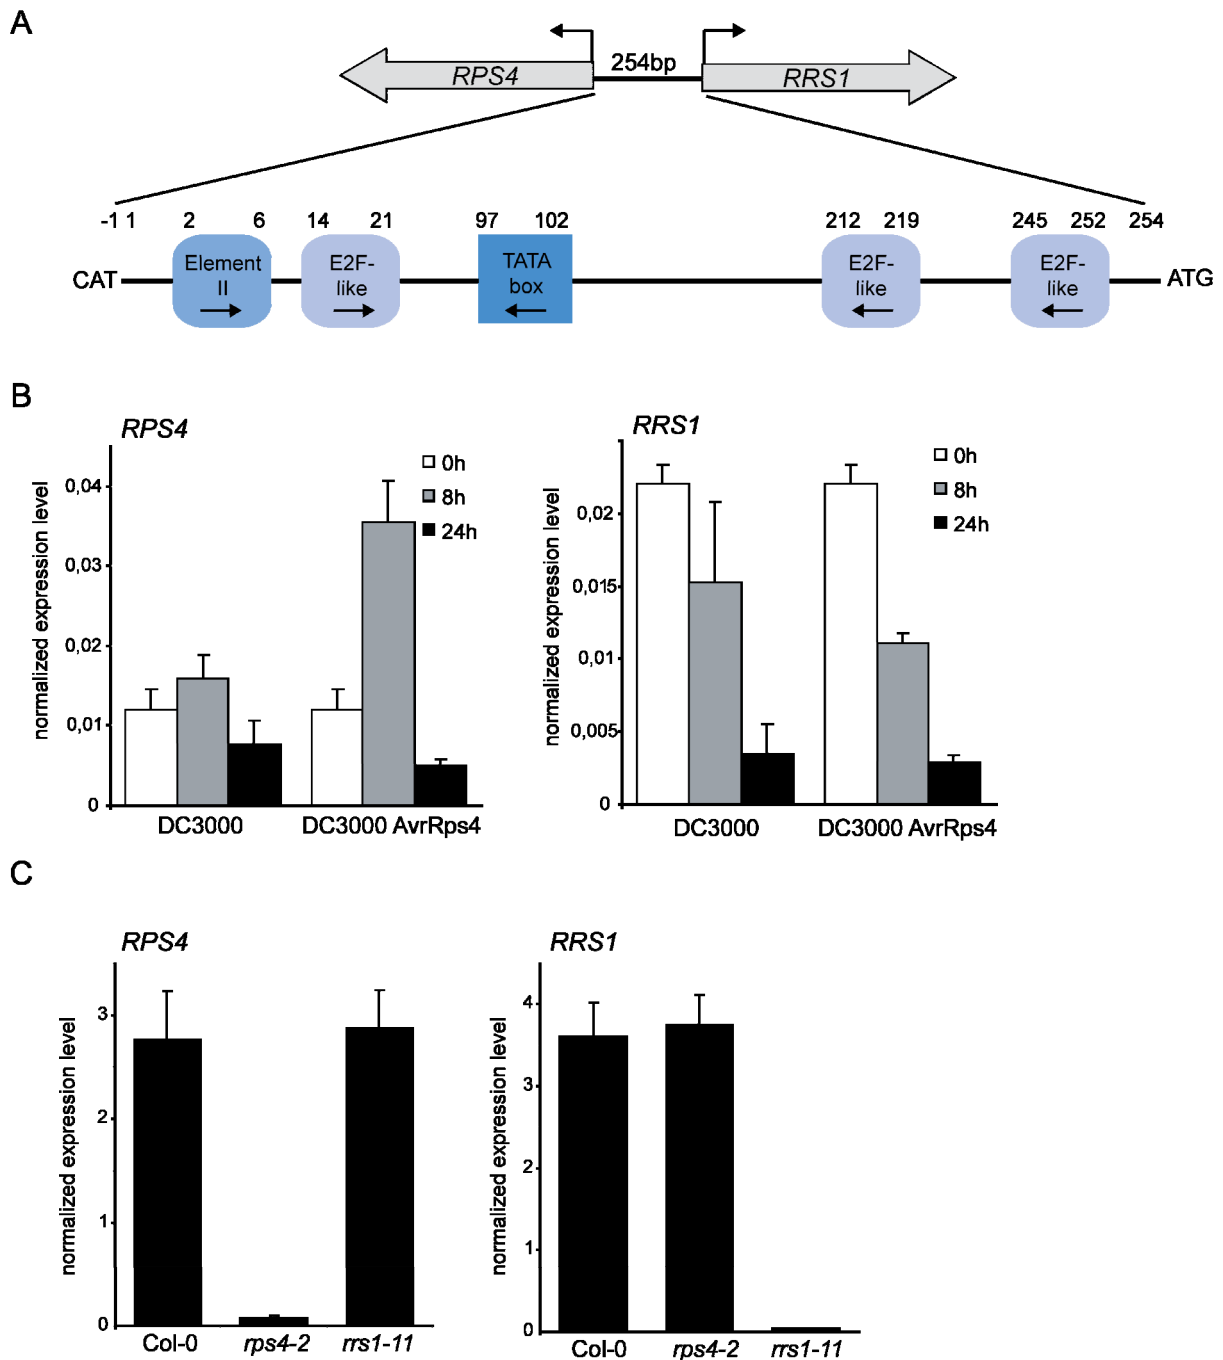 A
254bp
RPS4
RRS1
-1 1 2 6 14 21 97 102 212 219 245 252 254
CAT
Element II
E2F-like
TATA box
E2F-like
E2F-like
ATG
B
RPS4
normalized expression level
0,04
0,03
0,02
0,01
0
0h
8h
24h
DC3000
DC3000 AvrRps4
RRS1
normalized expression level
0,02
0,015
0,01
0,005
0
0h
8h
24h
DC3000
DC3000 AvrRps4
C
RPS4
normalized expression level
3
2
1
0
Col-0
rps4-2
rrs1-11
RRS1
normalized expression level
4
3
4
1
0
Col-0
rps4-2
rrs1-11